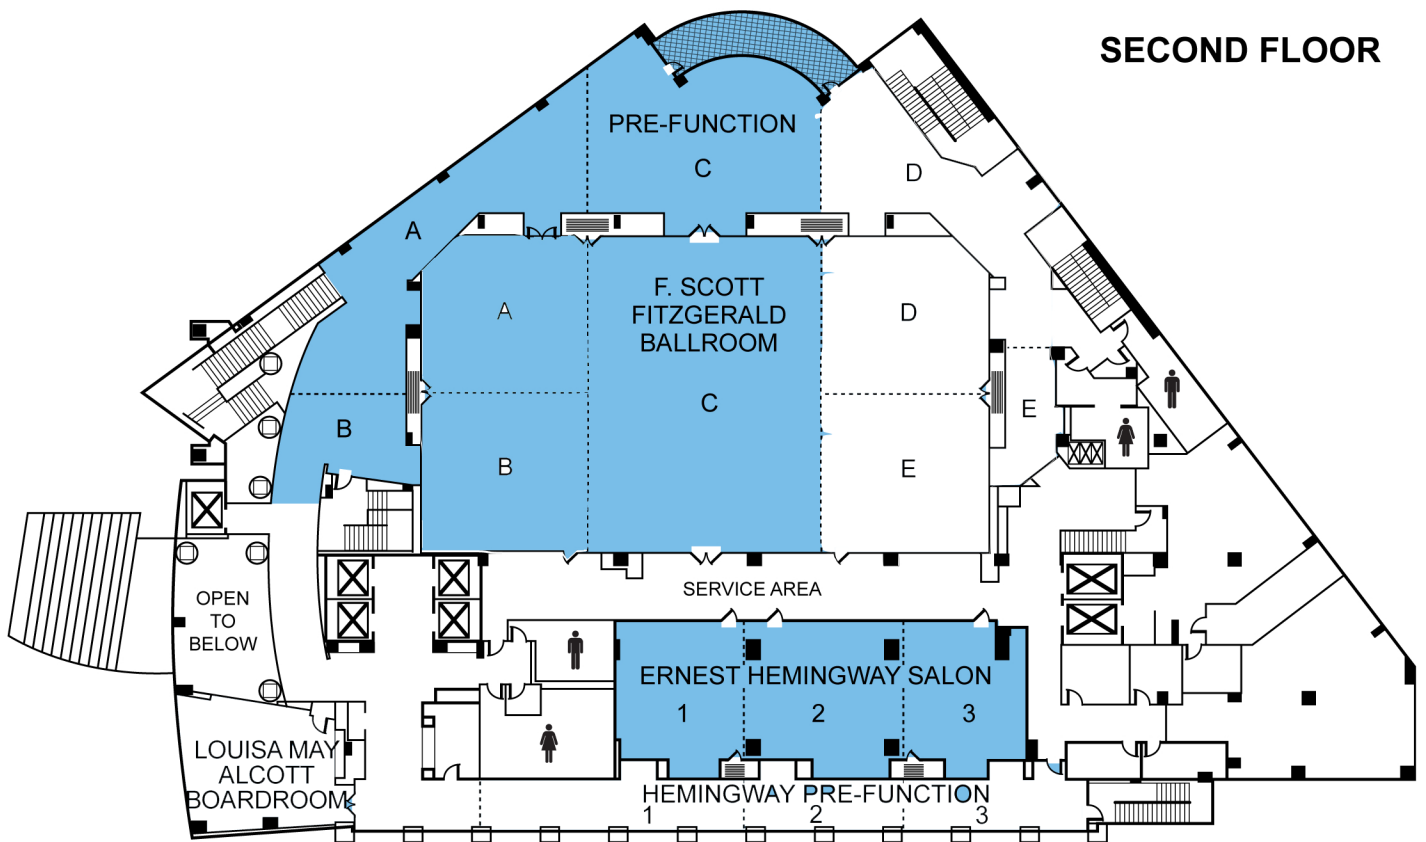 SECOND FLOOR
PRE-FUNCTION
C
D
A
F. SCOTT
FITZGERALD
BALLROOM
A
D
C
B
E
B
E
SERVICE AREA
OPEN
TO
BELOW
ERNEST HEMINGWAY SALON
1 2 3
LOUISA MAY
ALCOTT
BOARDROOM
HEMINGWAY PRE-FUNCTION
1 2 3